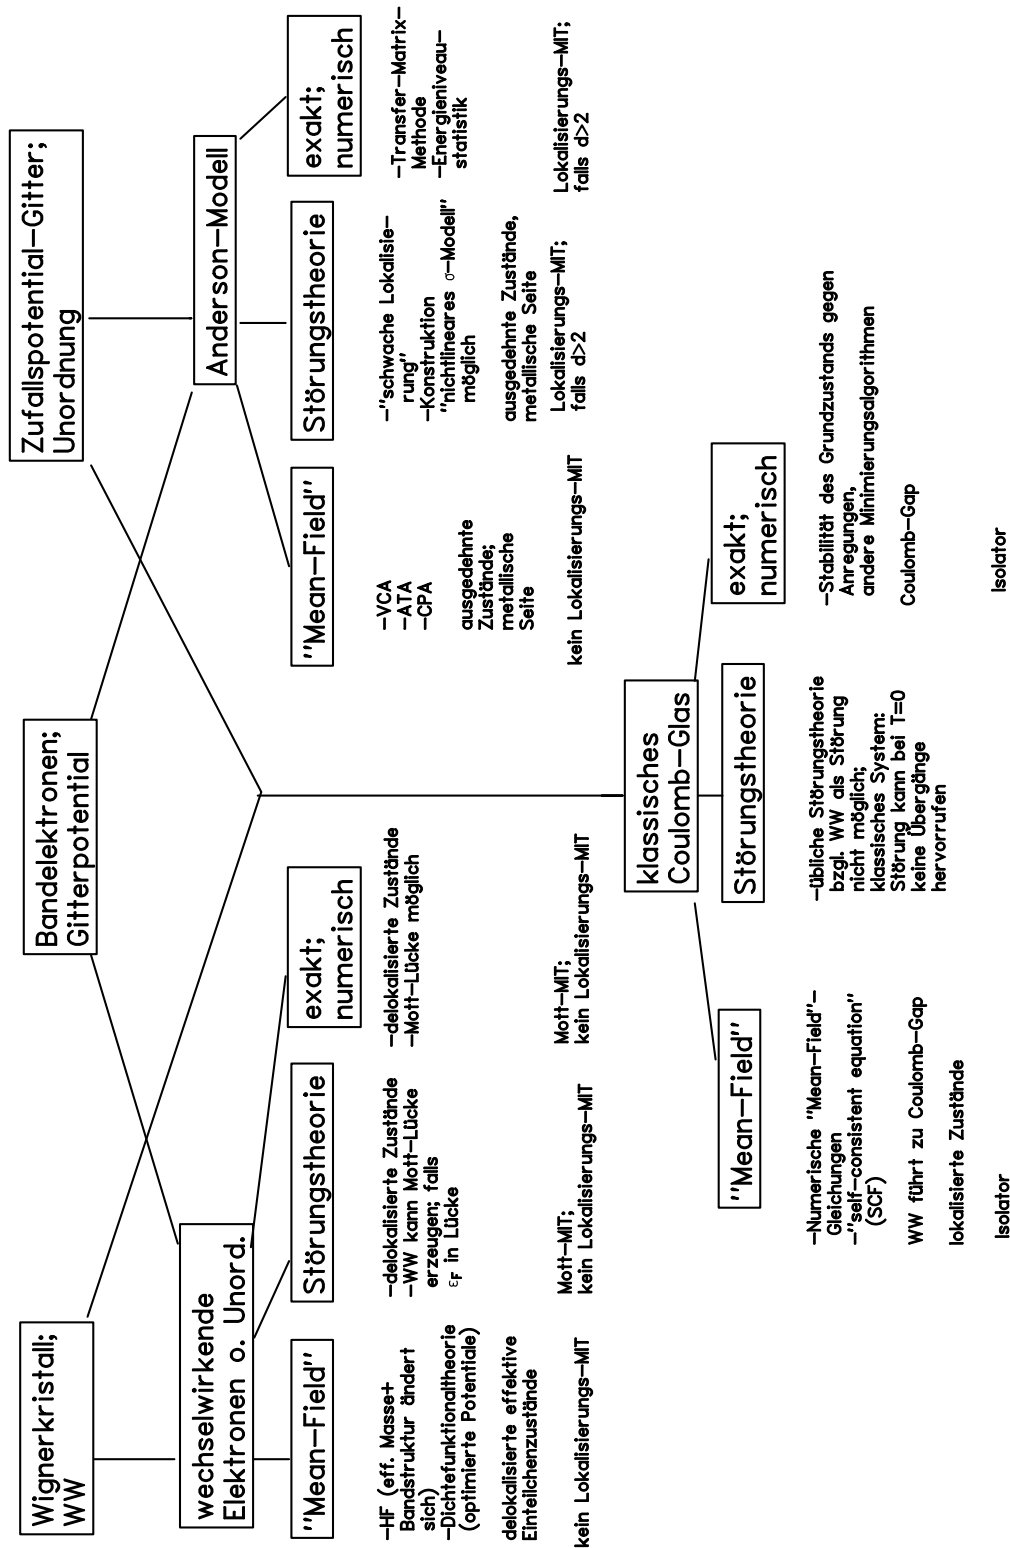 Wignerkristall;
WW
Bandelektronen;
Gitterpotential
Zufallspotential-Gitter;
Unordnung
wechselwirkende
Elektronen o. Unord.
Anderson-Modell
"Mean-Field"
-HF (eff. Masse+
Bandstruktur ändert
sich)
-Dichtefunktionaltheorie
(optimierte Potentiale)
delokalisierte effektive
Einteilchenzustände
kein Lokalisierungs-MIT
Störungstheorie
-delokalisierte Zustände
-WW kann Mott-Lücke
erzeugen; falls
εF in Lücke
Mott-MIT;
kein Lokalisierungs-MIT
exakt;
numerisch
-delokalisierte Zustände
-Mott-Lücke möglich
Mott-MIT;
kein Lokalisierungs-MIT
"Mean-Field"
-VCA
-ATA
-CPA
ausgedehnte
Zustände;
metallische
Seite
kein Lokalisierungs-MIT
Störungstheorie
-"schwache Lokalisie-
rung"
-Konstruktion
"nichtlineares σ-Modell"
möglich
ausgedehnte Zustände,
metallische Seite
Lokalisierungs-MIT;
falls d>2
exakt;
numerisch
-Transfer-Matrix-
Methode
-Energieniveau-
statistik
Lokalisierungs-MIT;
falls d>2
klassisches
Coulomb-Glas
"Mean-Field"
-Numerische "Mean-Field"-
Gleichungen
-"self-consistent equation"
(SCF)
WW führt zu Coulomb-Gap
lokalisierte Zustände
Isolator
Störungstheorie
-übliche Störungstheorie
bzgl. WW als Störung
nicht möglich;
klassisches System:
Störung kann bei T=0
keine Übergänge
hervorrufen
exakt;
numerisch
-Stabilität des Grundzustands gegen
Anregungen,
andere Minimierungsalgorithmen
Coulomb-Gap
Isolator